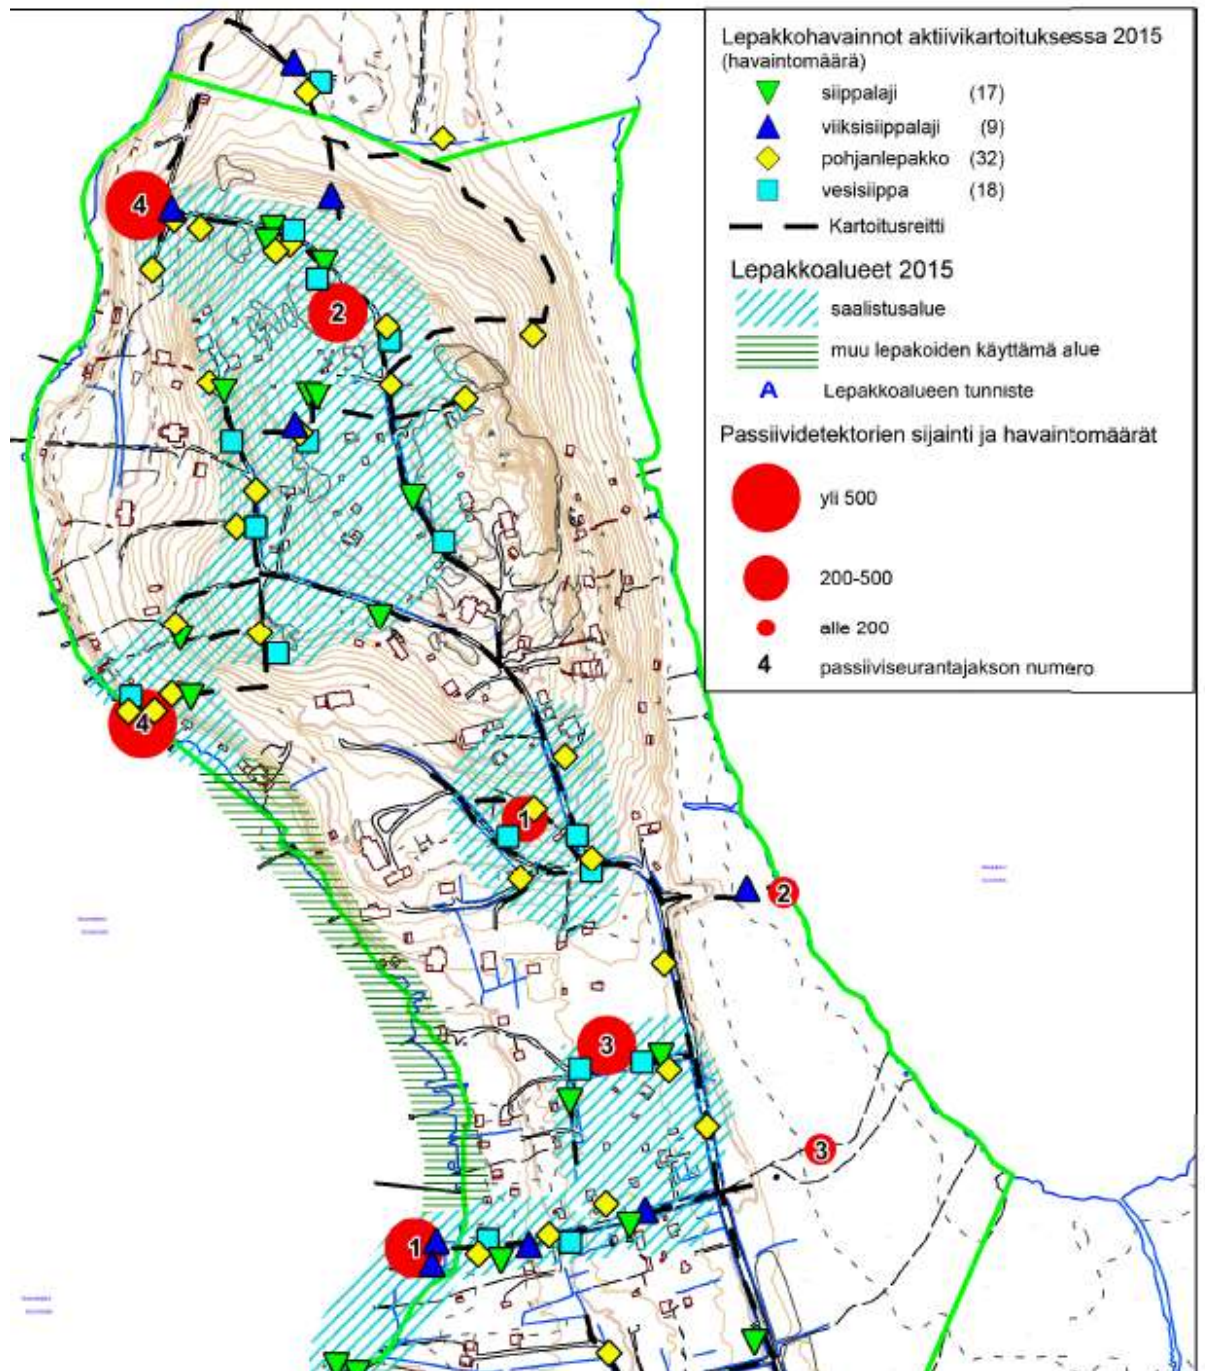 Lepakkohavainnot aktiivikartoituksessa 2015
(havaintomäärä)
siippalaji (17)
viiksisiippalaji (9)
pohjanlepakko (32)
vesisiippa (18)
Kartoitusreitti
Lepakkoalueet 2015
saalistusalue
muu lepakoiden käyttämä alue
A Lepakkoalueen tunniste
Passiividetektorien sijainti ja havaintomäärät
yli 500
200-500
alle 200
4 passiiviseurantajakson numero
4
2
4
1
2
3
3
1